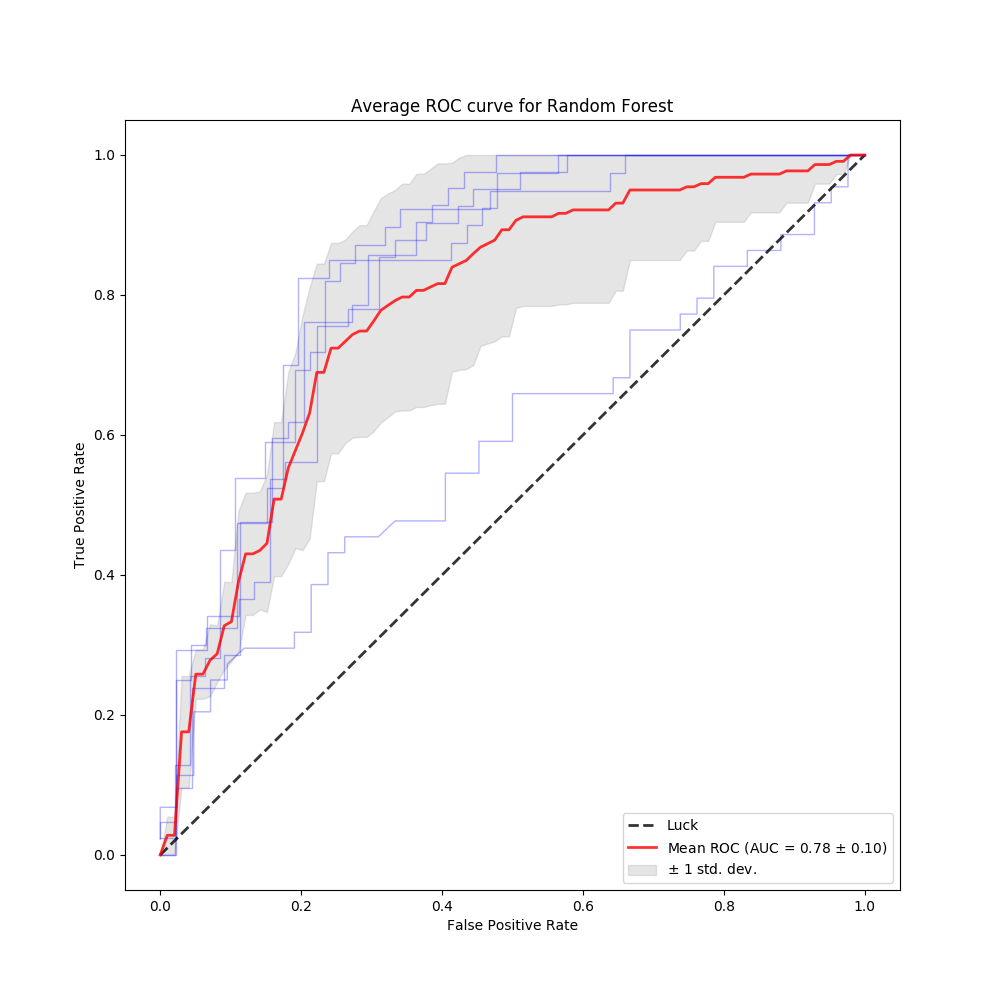 Average ROC curve for Random Forest
1.0
0.8
0.6
0.4
0.2
0.0
True Positive Rate
0.0 0.2 0.4 0.6 0.8 1.0
False Positive Rate
Luck
Mean ROC (AUC = 0.78 ± 0.10)
± 1 std. dev.